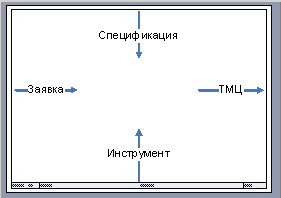 Спецификация
Заявка
ТМЦ
Инструмент